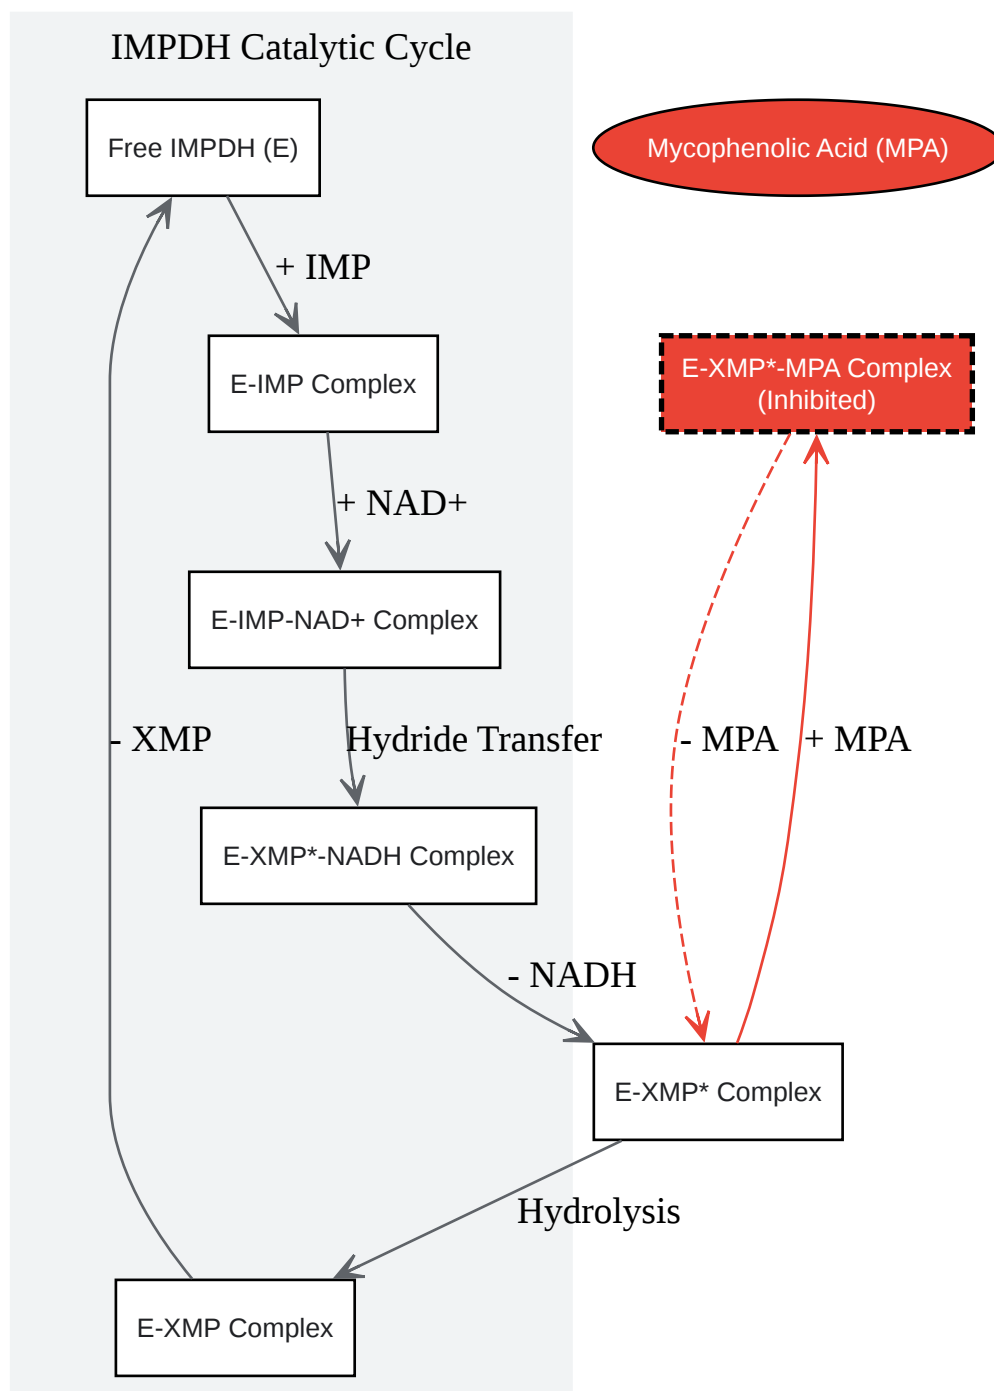 IMPDH Catalytic Cycle
Free IMPDH (E)
Mycophenolic Acid (MPA)
+ IMP
E-IMP Complex
E-XMP*-MPA Complex
(Inhibited)
+ NAD+
E-IMP-NAD+ Complex
- XMP
Hydride Transfer
- MPA
+ MPA
E-XMP*-NADH Complex
- NADH
E-XMP* Complex
Hydrolysis
E-XMP Complex